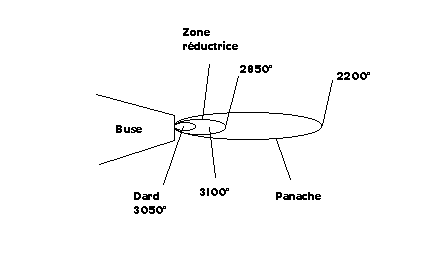 Zone
réductrice
2850°
2200°
Buse
Dard
3050°
3100°
Panache